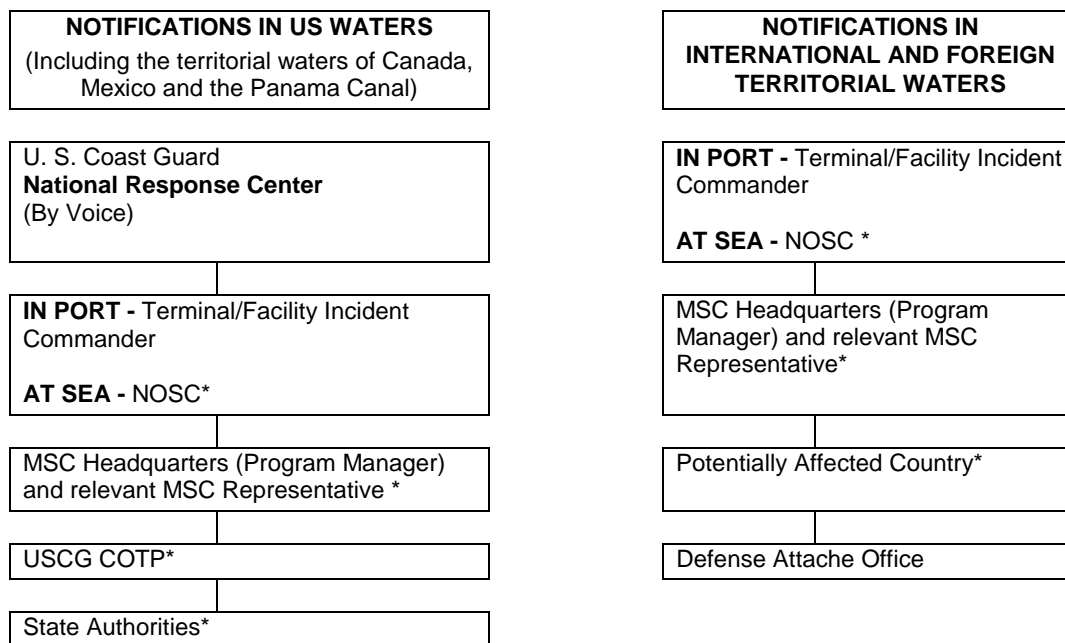 NOTIFICATIONS IN US WATERS
(Including the territorial waters of Canada,
Mexico and the Panama Canal)
U. S. Coast Guard
National Response Center
(By Voice)
IN PORT - Terminal/Facility Incident
Commander
AT SEA - NOSC*
MSC Headquarters (Program Manager)
and relevant MSC Representative *
USCG COTP*
State Authorities*
NOTIFICATIONS IN
INTERNATIONAL AND FOREIGN
TERRITORIAL WATERS
IN PORT - Terminal/Facility Incident
Commander
AT SEA - NOSC *
MSC Headquarters (Program
Manager) and relevant MSC
Representative*
Potentially Affected Country*
Defense Attache Office